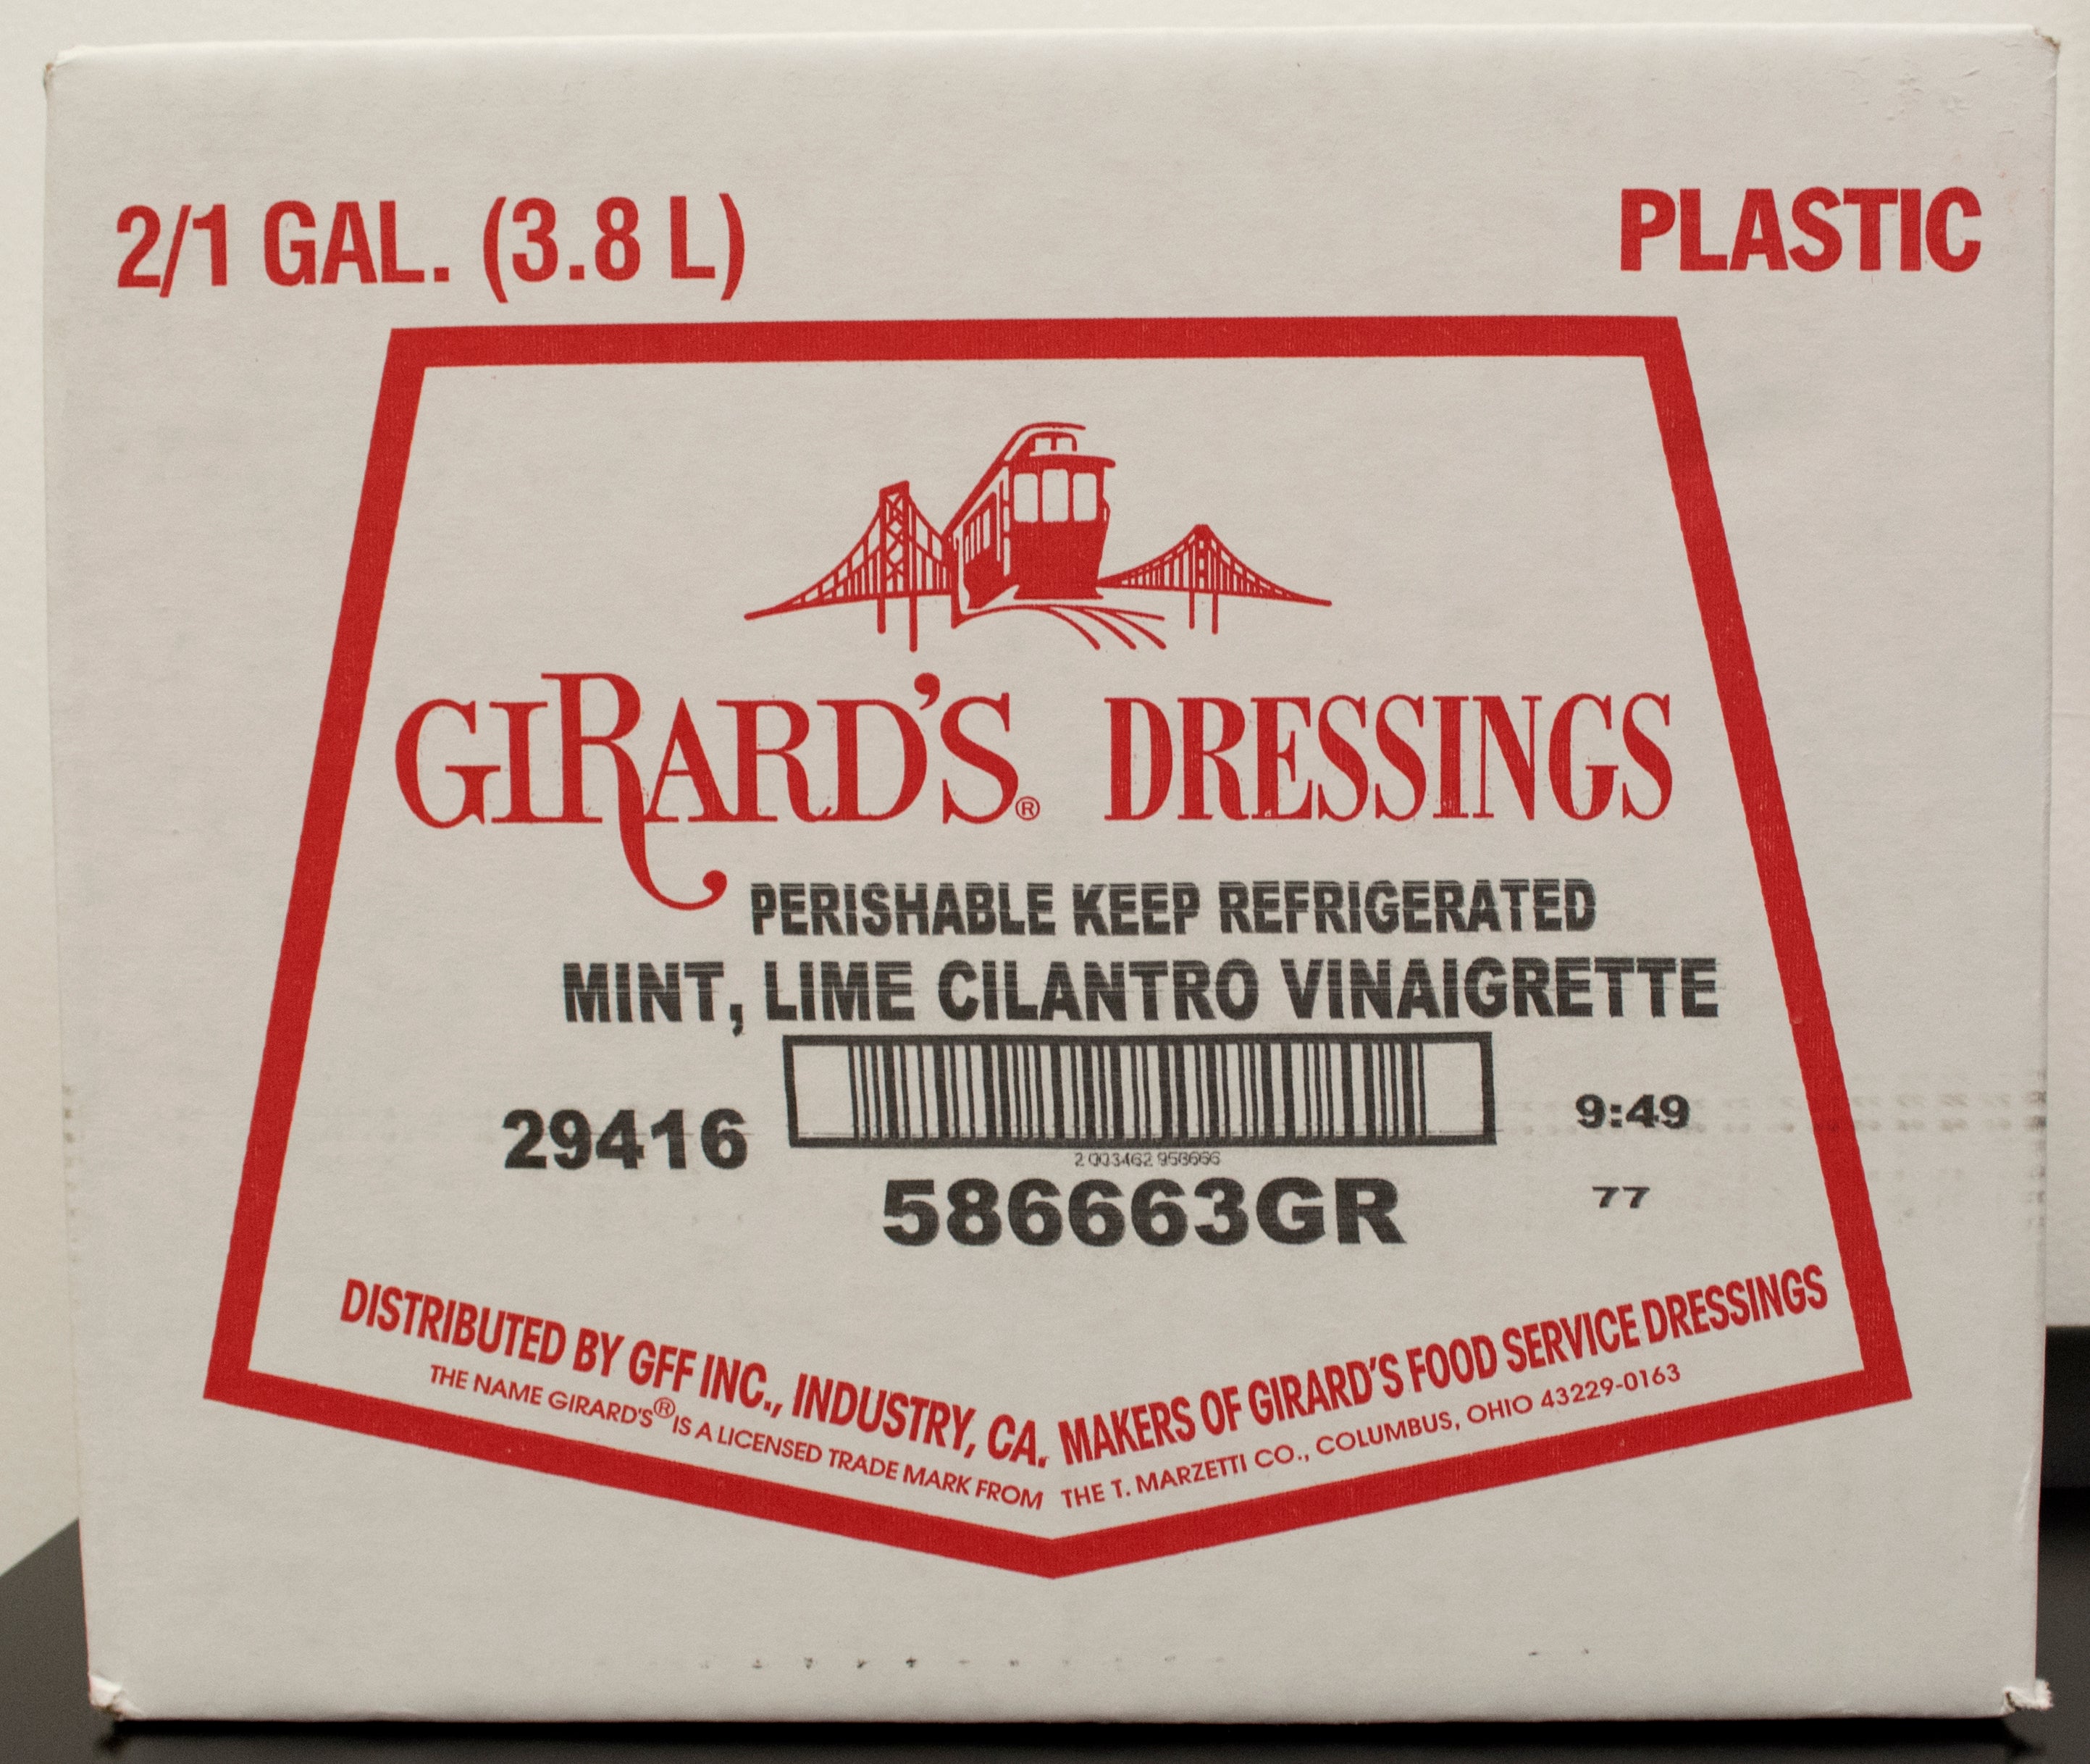 2/1 GAL. (3.8 L)
PLASTIC
GIRARD'S® DRESSINGS
PERISHABLE KEEP REFRIGERATED
MINT, LIME CILANTRO VINAIGRETTE
29416
9:49
2 003462
586663GR
77
DISTRIBUTED BY GFF INC., INDUSTRY, CA. MAKERS OF GIRARD'S FOOD SERVICE DRESSINGS
THE NAME GIRARD'S® IS A LICENSED TRADE MARK FROM THE T. MARZETTI CO., COLUMBUS, OHIO 43229-0163